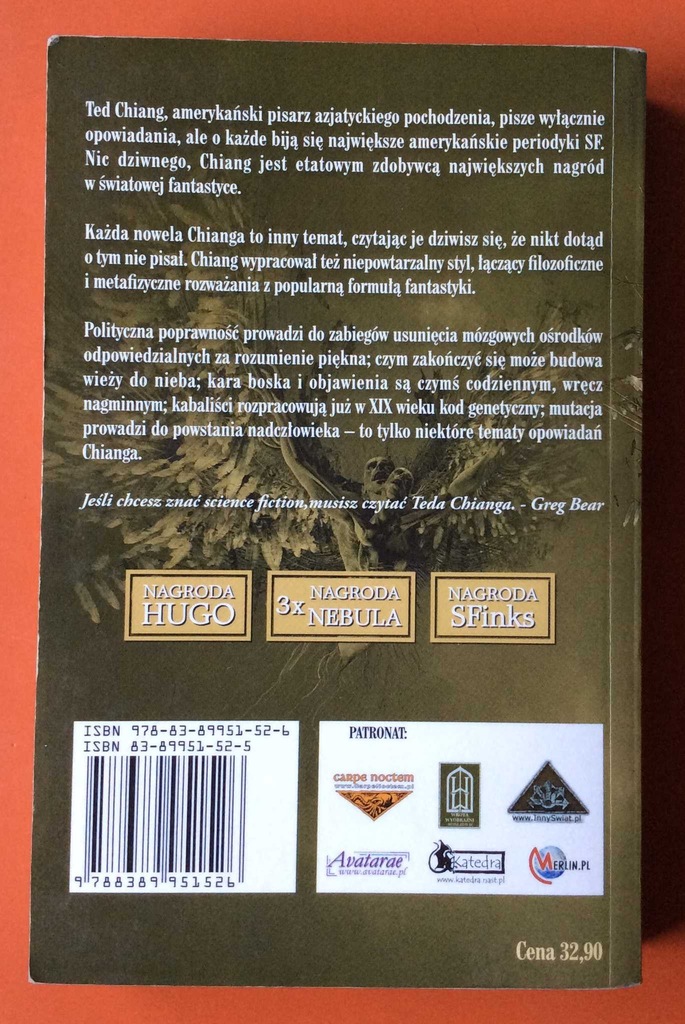 Ted Chiang, amerykański pisarz azjatyckiego pochodzenia, pisze wyłącznie
opowiadania, ale o każde biją się największe amerykańskie periodyki SF.
Nic dziwnego, Chiang jest etatowym zdobywcą największych nagród
w światowej fantastyce.
Każda nowela Chianga to inny temat, czytając je dziwisz się, że nikt dotąd
o tym nie pisał. Chiang wypracował też niepowtarzalny styl, łączący filozoficzne
i metafizyczne rozważania z popularną formułą fantastyki.
Polityczna poprawność prowadzi do zabiegów usunięcia mózgowych ośrodków
odpowiedzialnych za rozumienie piękna; czym zakończyć się może budowa
wieży do nieba; kara boska i objawienia są czymś codziennym, wręcz
nagminnym; kabaliści rozpracowują już w XIX wieku kod genetyczny; mutacja
prowadzi do powstania nadczłowieka – to tylko niektóre tematy opowiadań
Chianga.
Jeśli chcesz znać science fiction,musisz czytać Teda Chianga. - Greg Bear
NAGRODA
HUGO
3x NAGRODA
NEBULA
NAGRODA
SFinks
ISBN 978-83-89951-52-6
ISBN 83-89951-52-5
9 788389 951526
PATRONAT:
carpe noctem
www.CarpeNoctem.pl
www.InnySwiat.pl
Avatarae
www.avatarae.pl
Katedra
www.katedra.nast.pl
MERLIN.PL
Cena 32,90